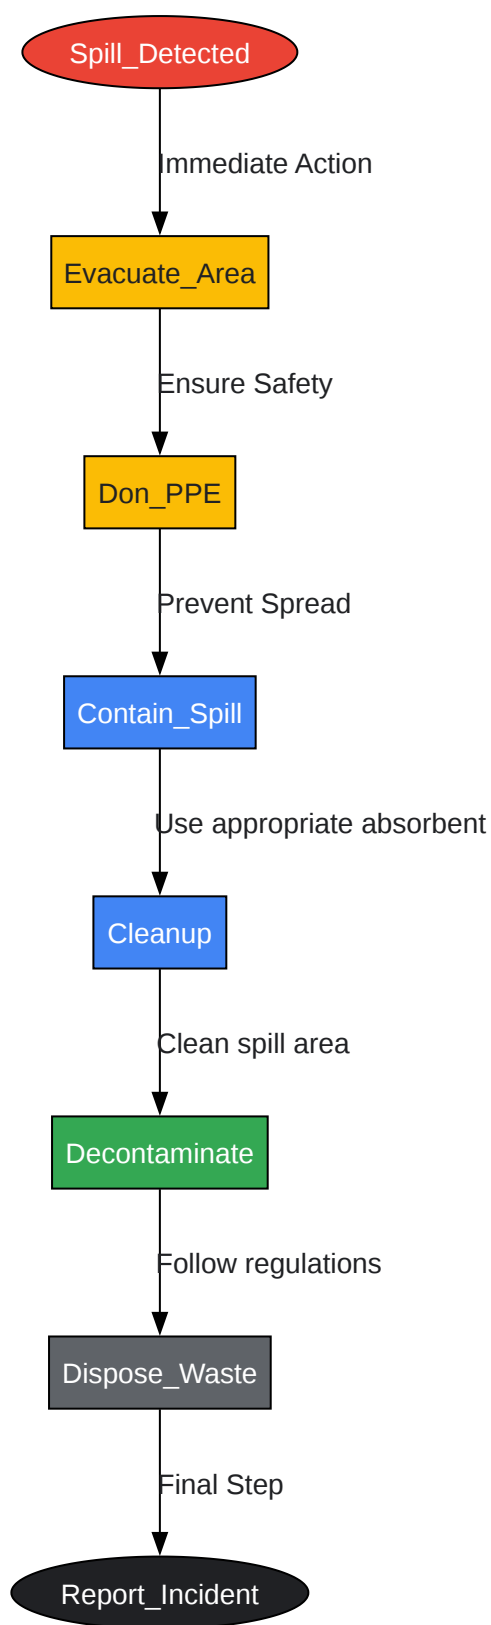 Spill_Detected
Immediate Action
Evacuate_Area
Ensure Safety
Don_PPE
Prevent Spread
Contain_Spill
Use appropriate absorbent
Cleanup
Clean spill area
Decontaminate
Follow regulations
Dispose_Waste
Final Step
Report_Incident